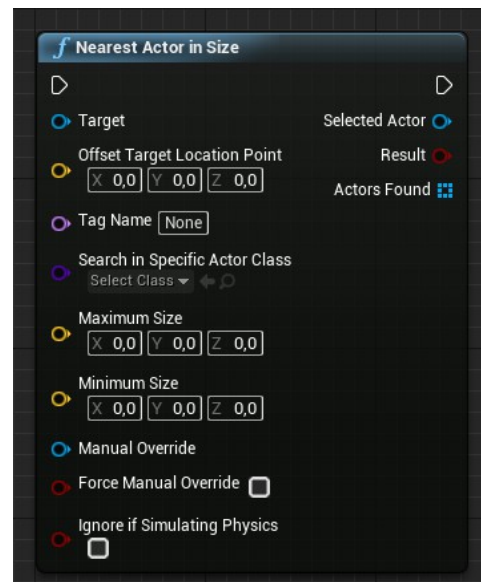 f Nearest Actor in Size
Target
Selected Actor
Offset Target Location Point
Result
X 0,0 Y 0,0 Z 0,0
Actors Found
Tag Name None
Search in Specific Actor Class
Select Class
Maximum Size
X 0,0 Y 0,0 Z 0,0
Minimum Size
X 0,0 Y 0,0 Z 0,0
Manual Override
Force Manual Override
Ignore if Simulating Physics